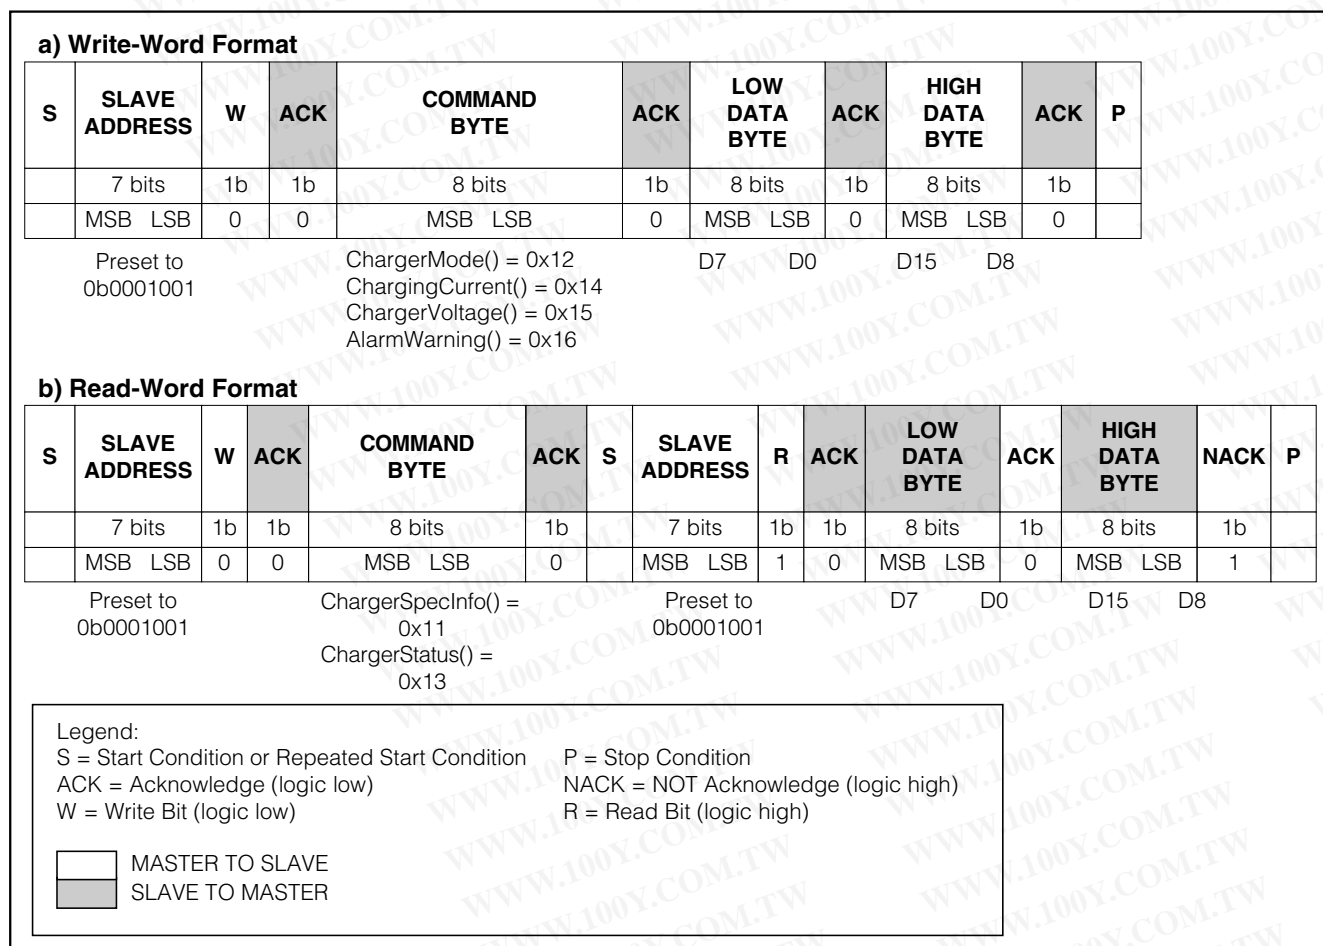 a) Write-Word Format
S SLAVE ADDRESS W ACK COMMAND BYTE ACK LOW DATA BYTE ACK HIGH DATA BYTE ACK P
7 bits 1b 1b 8 bits 1b 8 bits 1b 8 bits 1b
MSB LSB 0 0 MSB LSB 0 MSB LSB 0 MSB LSB 0
Preset to
0b0001001
ChargerMode() = 0x12
ChargingCurrent() = 0x14
ChargerVoltage() = 0x15
AlarmWarning() = 0x16
D7 D0 D15 D8
b) Read-Word Format
S SLAVE ADDRESS W ACK COMMAND BYTE ACK S SLAVE ADDRESS R ACK LOW DATA BYTE ACK HIGH DATA BYTE NACK P
7 bits 1b 1b 8 bits 1b 7 bits 1b 1b 8 bits 1b 8 bits 1b
MSB LSB 0 0 MSB LSB 0 MSB LSB 1 0 MSB LSB 0 MSB LSB 1
Preset to
0b0001001
ChargerSpecInfo() =
0x11
ChargerStatus() =
0x13
Preset to
0b0001001
D7 D0 D15 D8
Legend:
S = Start Condition or Repeated Start Condition P = Stop Condition
ACK = Acknowledge (logic low) NACK = NOT Acknowledge (logic high)
W = Write Bit (logic low) R = Read Bit (logic high)
MASTER TO SLAVE
SLAVE TO MASTER
WWW.100Y.COM.TW